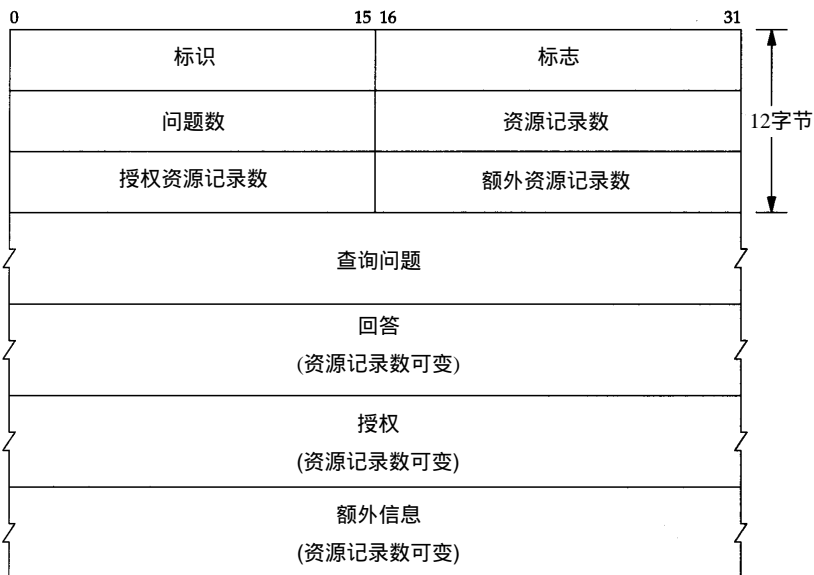 0 15 16 31
标识 标志
问题数 资源记录数 12字节
授权资源记录数 额外资源记录数
查询问题
回答
(资源记录数可变)
授权
(资源记录数可变)
额外信息
(资源记录数可变)